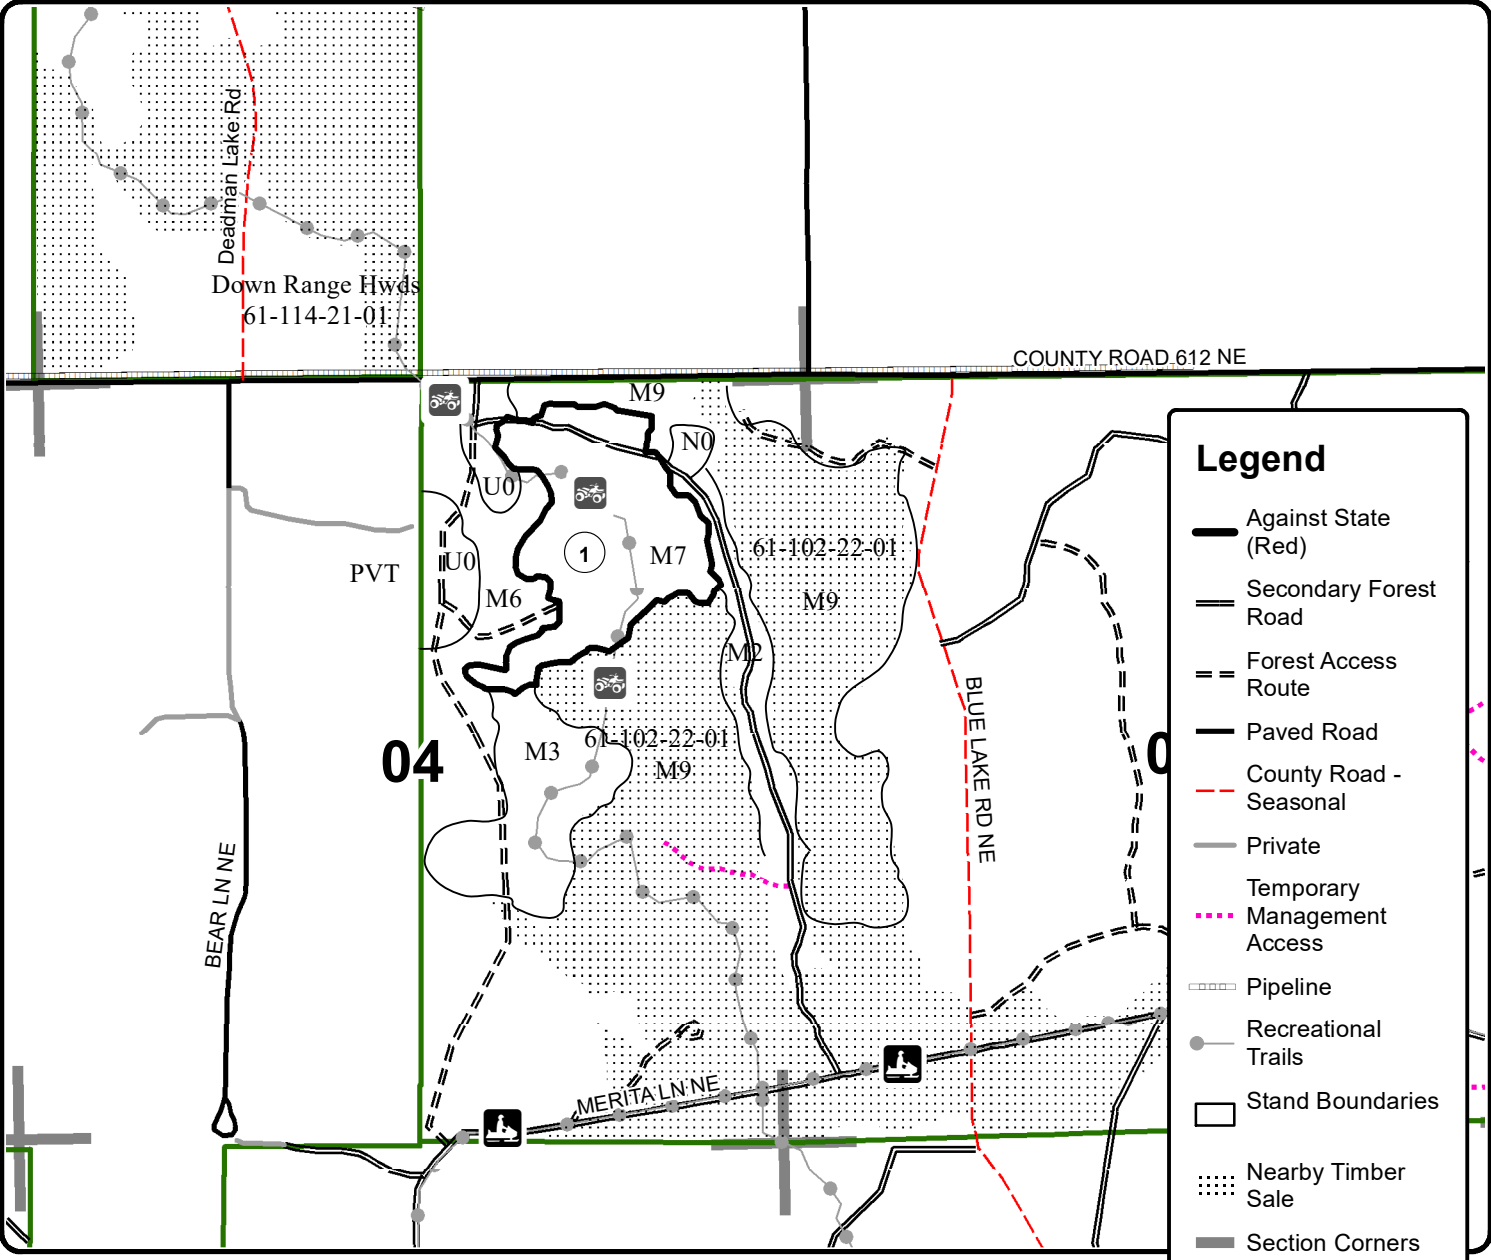 Deadman Lake Rd
Down Range Hwds
61-114-21-01
COUNTY ROAD 612 NE
M9
N0
U0
1
M7
61-102-22-01
U0
PVT
M6
M9
M2
04
M3
61-102-22-01
M9
0
BLUE LAKE RD NE
BEAR LN NE
MERITA LN NE
Legend
Against State
(Red)
Secondary Forest
Road
Forest Access
Route
Paved Road
County Road -
Seasonal
Private
Temporary
Management
Access
Pipeline
Recreational
Trails
Stand Boundaries
Nearby Timber
Sale
Section Corners